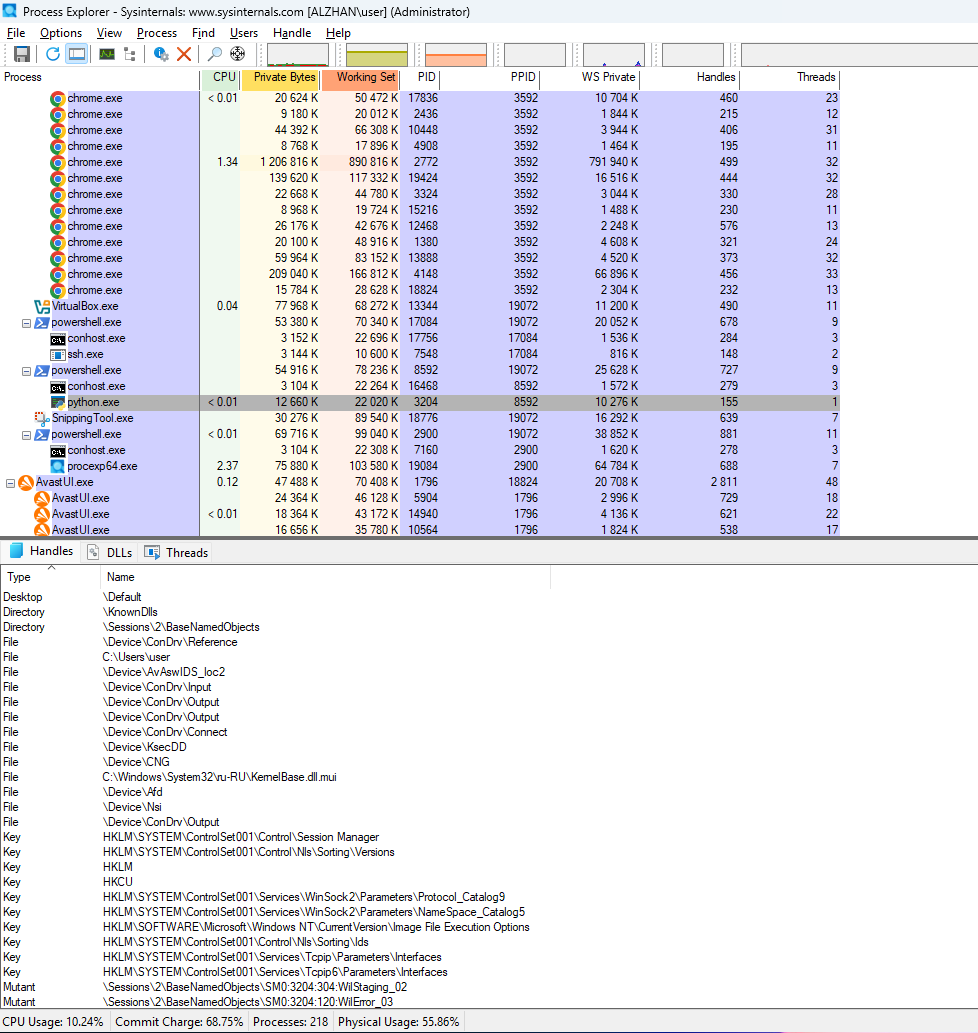 Process Explorer - Sysinternals: www.sysinternals.com [ALZHAN\user] (Administrator)
File Options View Process Find Users Handle Help
Process CPU Private Bytes Working Set PID PPID WS Private Handles Threads
chrome.exe < 0.01 20 624 K 50 472 K 17836 3592 10 704 K 460 23
chrome.exe 9 180 K 20 012 K 2436 3592 1 844 K 215 12
chrome.exe 44 392 K 66 308 K 10448 3592 3 944 K 406 31
chrome.exe 8 768 K 17 896 K 4908 3592 1 464 K 195 11
chrome.exe 1.34 1 206 816 K 890 816 K 2772 3592 791 940 K 499 32
chrome.exe 139 620 K 117 332 K 19424 3592 16 516 K 444 32
chrome.exe 22 668 K 44 780 K 3324 3592 3 044 K 330 28
chrome.exe 8 968 K 19 724 K 15216 3592 1 488 K 230 11
chrome.exe 26 176 K 42 676 K 12468 3592 2 248 K 576 13
chrome.exe 20 100 K 48 916 K 1380 3592 4 608 K 321 24
chrome.exe 59 964 K 83 152 K 13888 3592 4 520 K 373 32
chrome.exe 209 040 K 166 812 K 4148 3592 66 896 K 456 33
chrome.exe 15 784 K 28 628 K 18824 3592 2 304 K 232 13
VirtualBox.exe 0.04 77 968 K 68 272 K 13344 19072 11 200 K 490 11
powershell.exe 53 380 K 70 340 K 17084 19072 20 052 K 678 9
conhost.exe 3 152 K 22 696 K 17756 17084 1 536 K 284 3
ssh.exe 3 144 K 10 600 K 7548 17084 816 K 148 2
powershell.exe 54 916 K 78 236 K 8592 19072 25 628 K 727 9
conhost.exe 3 104 K 22 264 K 16468 8592 1 572 K 279 3
python.exe < 0.01 12 660 K 22 020 K 3204 8592 10 276 K 155 1
SnippingTool.exe 30 276 K 89 540 K 18776 19072 16 292 K 639 7
powershell.exe < 0.01 69 716 K 99 040 K 2900 19072 38 852 K 881 11
conhost.exe 3 104 K 22 308 K 7160 2900 1 620 K 278 3
procexp64.exe 2.37 75 880 K 103 580 K 19084 2900 64 784 K 688 7
AvastUI.exe 0.12 47 488 K 70 408 K 1796 18824 20 708 K 2 811 48
AvastUI.exe 24 364 K 46 128 K 5904 1796 2 996 K 729 18
AvastUI.exe < 0.01 18 364 K 43 172 K 14940 1796 4 136 K 621 22
AvastUI.exe 16 656 K 35 780 K 10564 1796 1 824 K 538 17
Handles DLLs Threads
Type Name
Desktop \Default
Directory \KnownDlls
Directory \Sessions\2\BaseNamedObjects
File \Device\ConDrv\Reference
File C:\Users\user
File \Device\AvAswIDS_loc2
File \Device\ConDrv\Input
File \Device\ConDrv\Output
File \Device\ConDrv\Output
File \Device\ConDrv\Connect
File \Device\KsecDD
File \Device\CNG
File C:\Windows\System32\ru-RU\KernelBase.dll.mui
File \Device\Afd
File \Device\Nsi
File \Device\ConDrv\Output
Key HKLM\SYSTEM\ControlSet001\Control\Session Manager
Key HKLM\SYSTEM\ControlSet001\Control\Nls\Sorting\Versions
Key HKLM
Key HKCU
Key HKLM\SYSTEM\ControlSet001\Services\WinSock2\Parameters\Protocol_Catalog9
Key HKLM\SYSTEM\ControlSet001\Services\WinSock2\Parameters\NameSpace_Catalog5
Key HKLM\SOFTWARE\Microsoft\Windows NT\CurrentVersion\Image File Execution Options
Key HKLM\SYSTEM\ControlSet001\Control\Nls\Sorting\Ids
Key HKLM\SYSTEM\ControlSet001\Services\Tcpip\Parameters\Interfaces
Key HKLM\SYSTEM\ControlSet001\Services\Tcpip6\Parameters\Interfaces
Mutant \Sessions\2\BaseNamedObjects\SM0:3204:304:WilStaging_02
Mutant \Sessions\2\BaseNamedObjects\SM0:3204:120:WilError_03
CPU Usage: 10.24% Commit Charge: 68.75% Processes: 218 Physical Usage: 55.86%